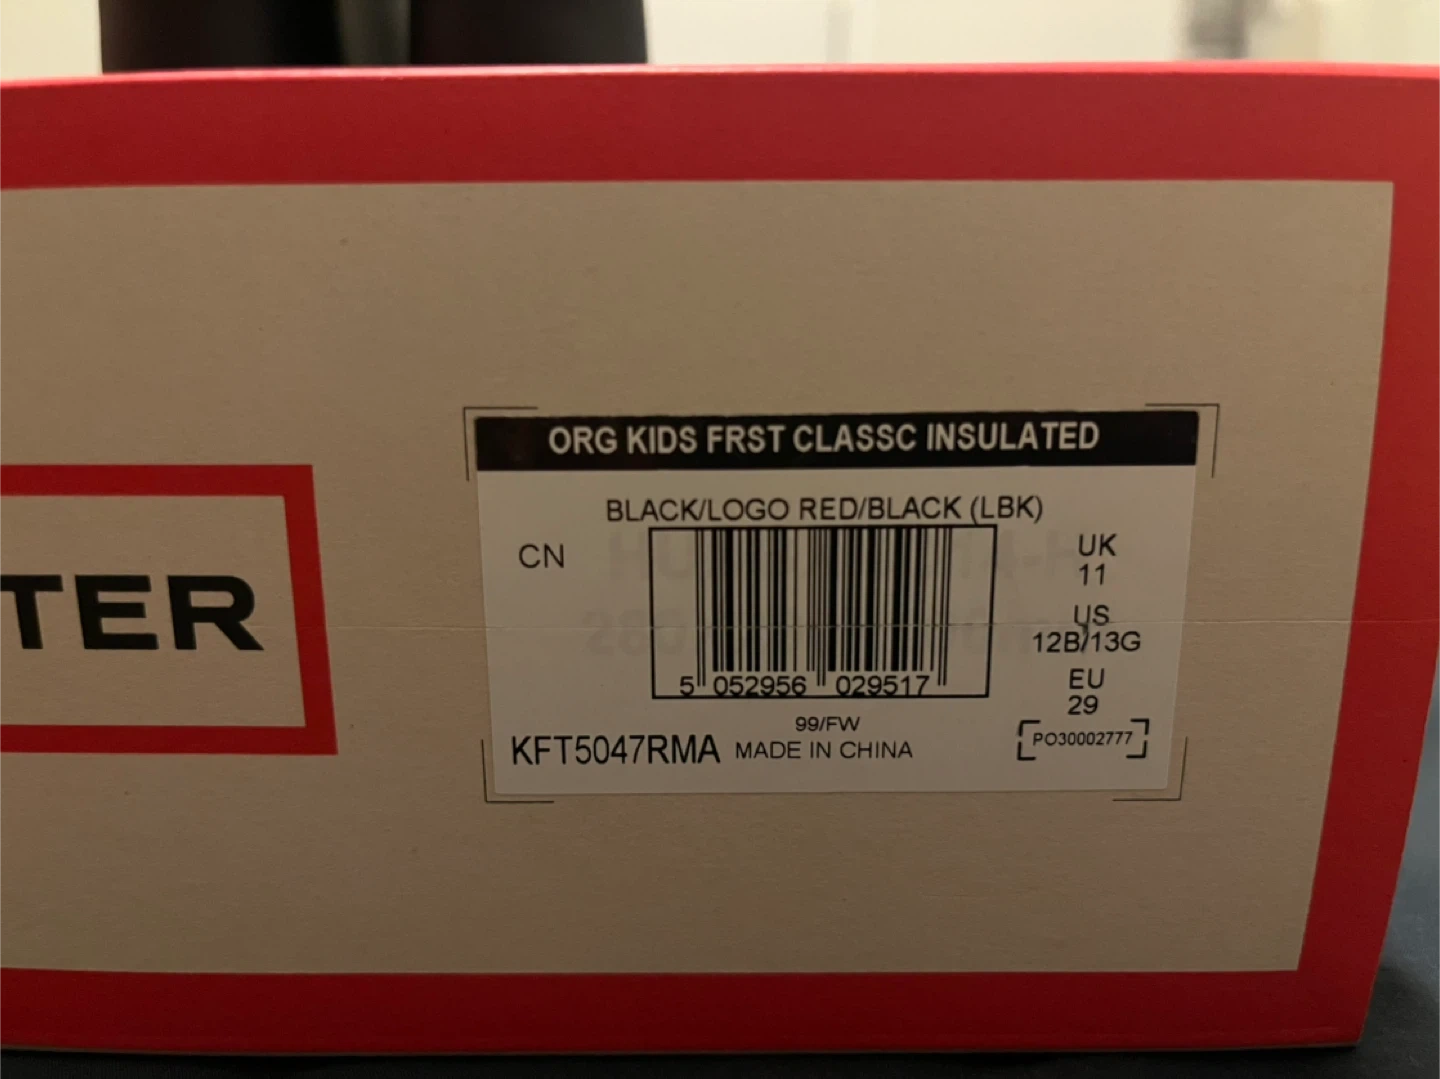 TER
ORG KIDS FRST CLASSC INSULATED
BLACK/LOGO RED/BLACK (LBK)
CN
UK
11
US
12B/13G
EU
29
5 052956 029517
99/FW
KFT5047RMA MADE IN CHINA
PO30002777